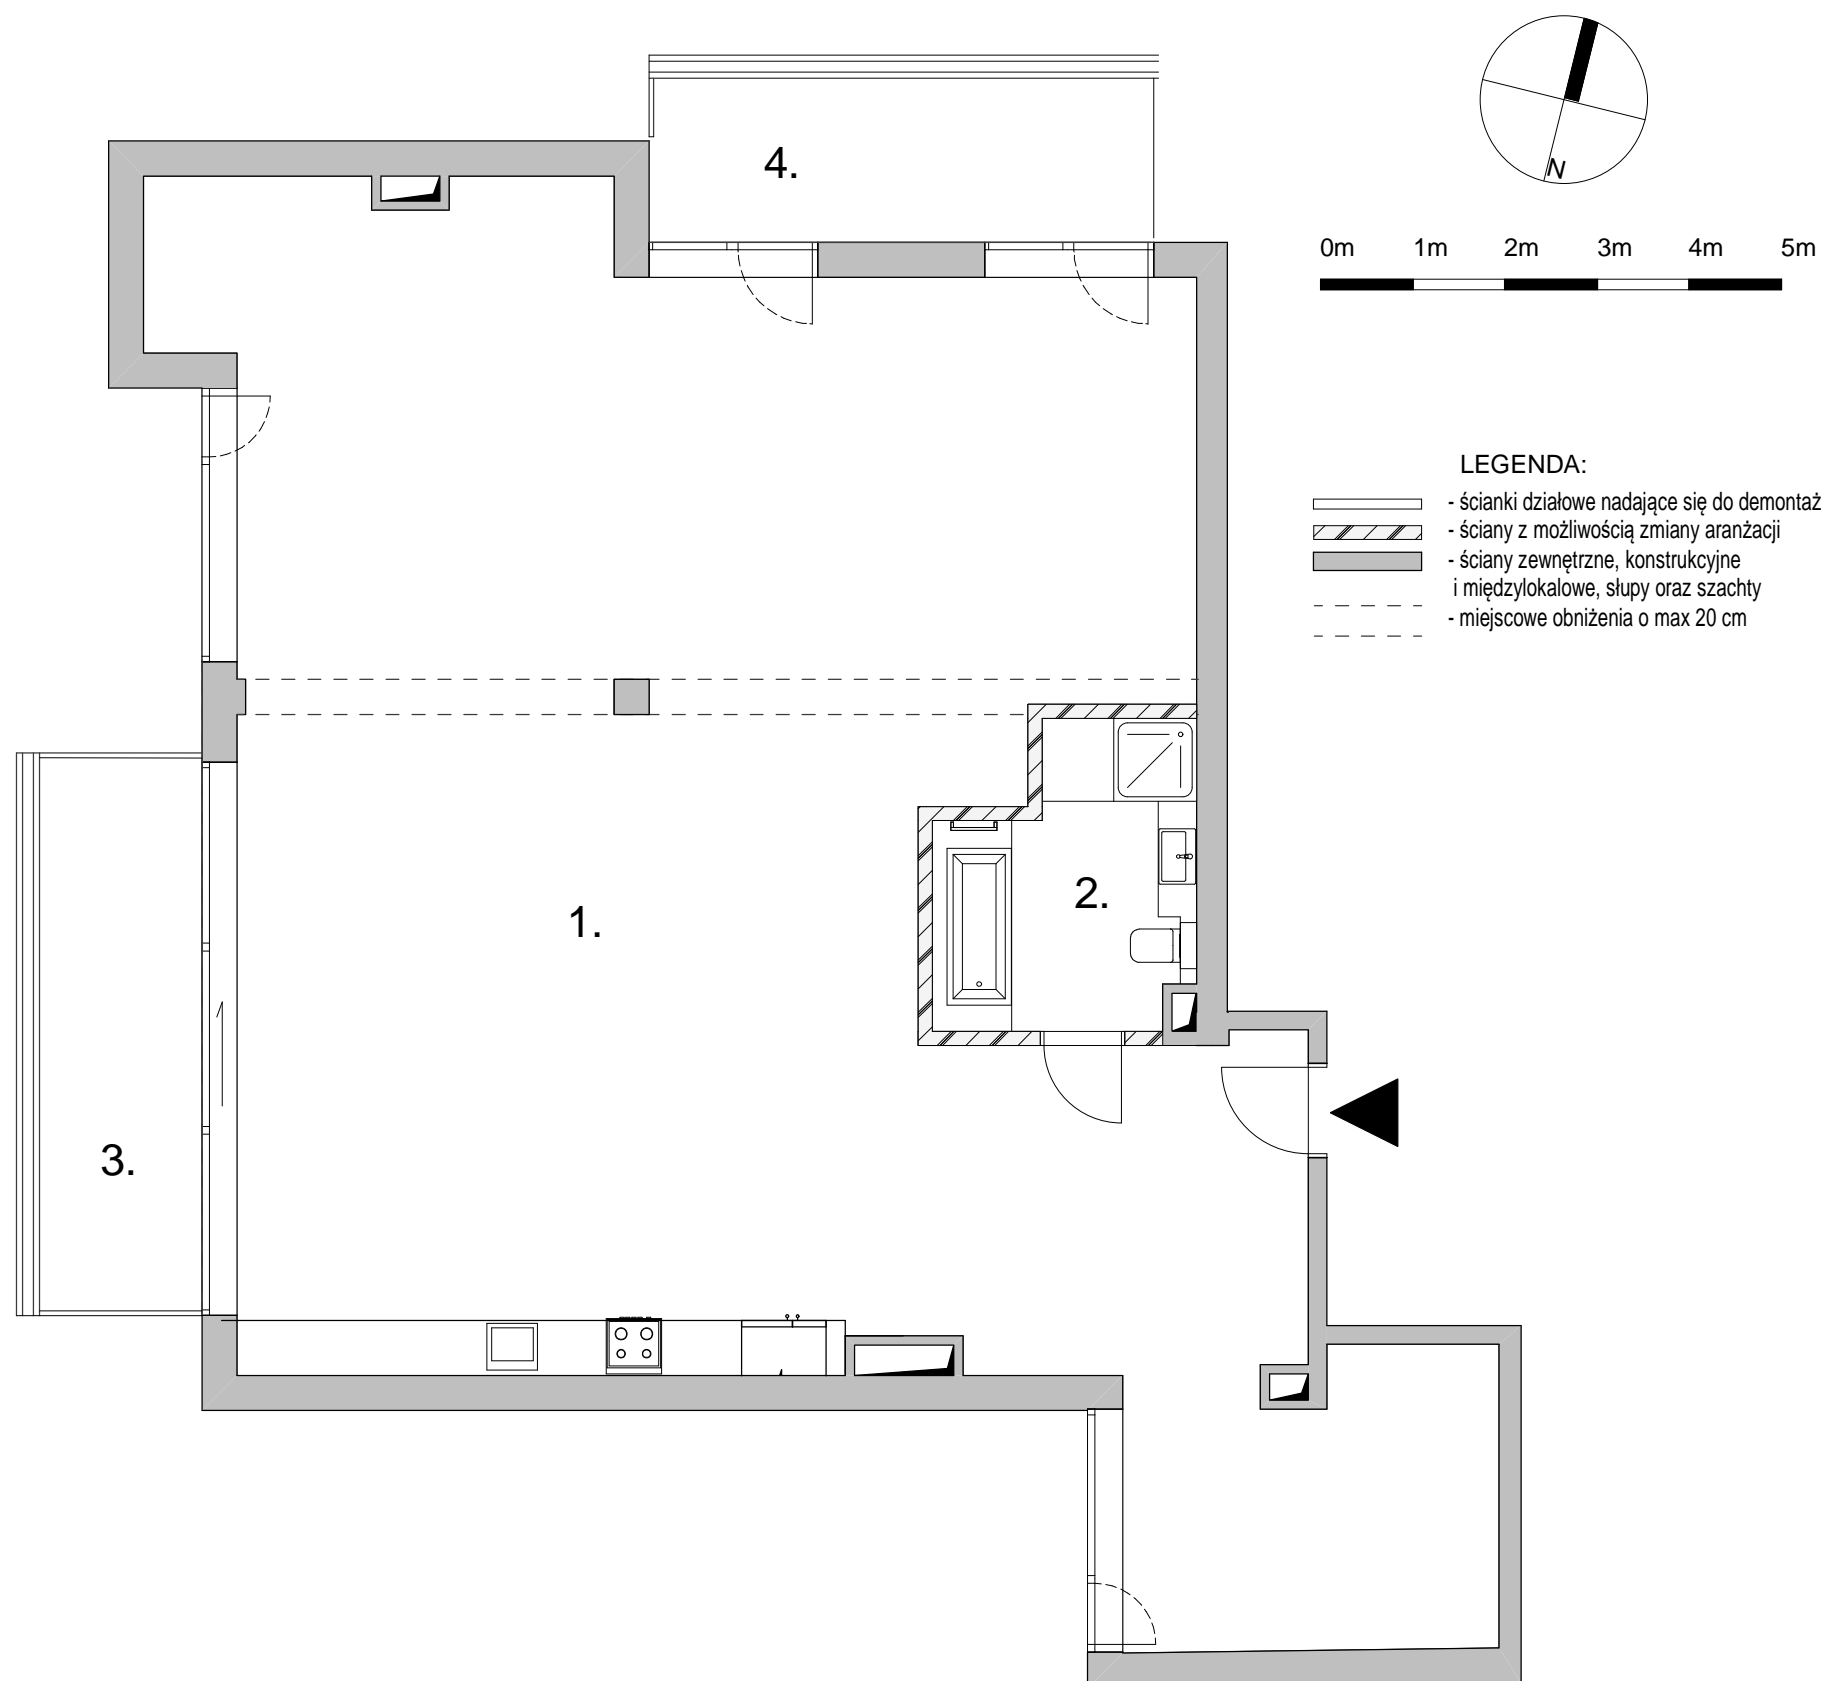 4.
N
0m 1m 2m 3m 4m 5m
LEGENDA:
- ścianki działowe nadające się do demontaż
- ściany z możliwością zmiany aranżacji
- ściany zewnętrzne, konstrukcyjne
i międzylokalowe, słupy oraz szachty
- miejscowe obniżenia o max 20 cm
2.
1.
3.